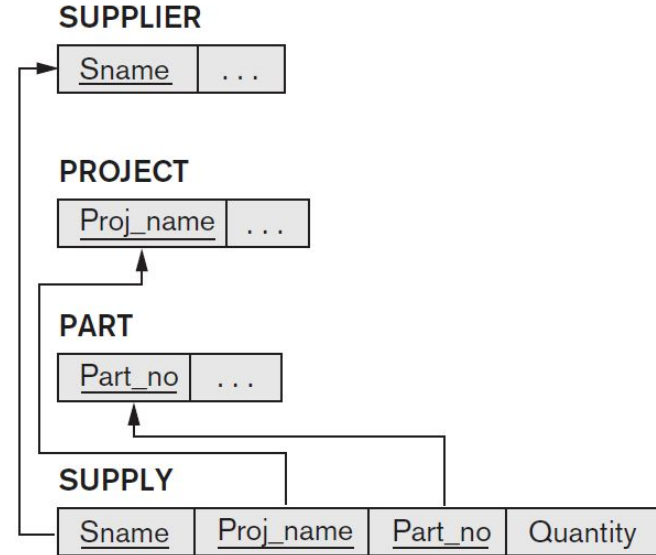 SUPPLIER
Sname ...
PROJECT
Proj_name ...
PART
Part_no ...
SUPPLY
Sname Proj_name Part_no Quantity